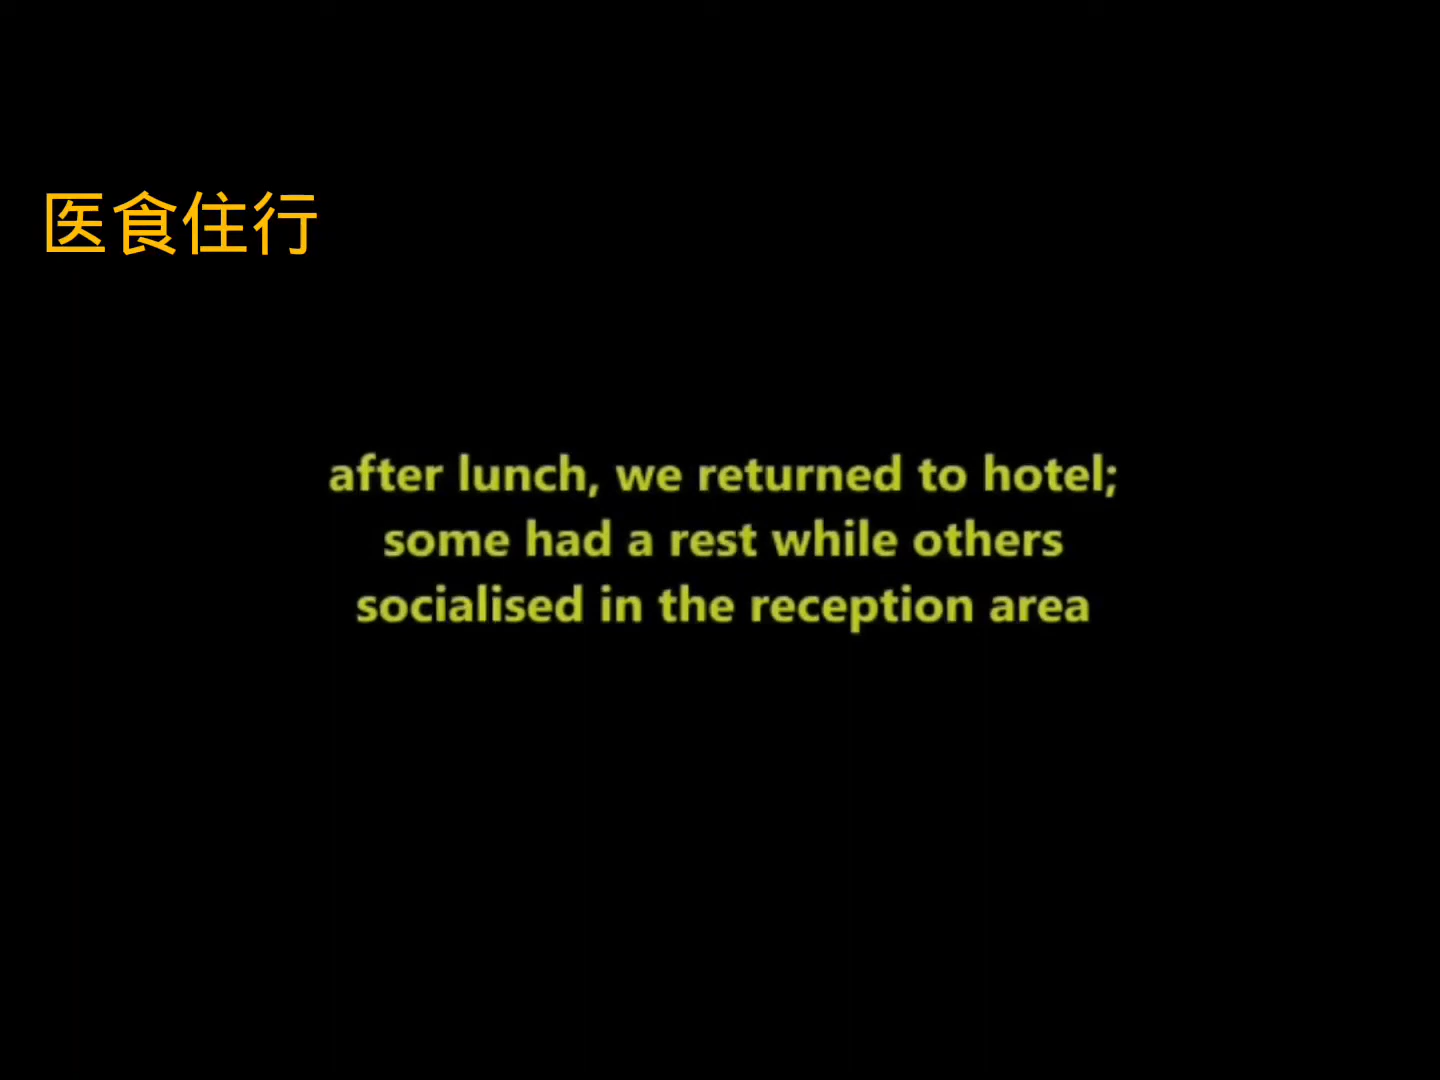 医食住行
after lunch, we returned to hotel;
some had a rest while others
socialised in the reception area